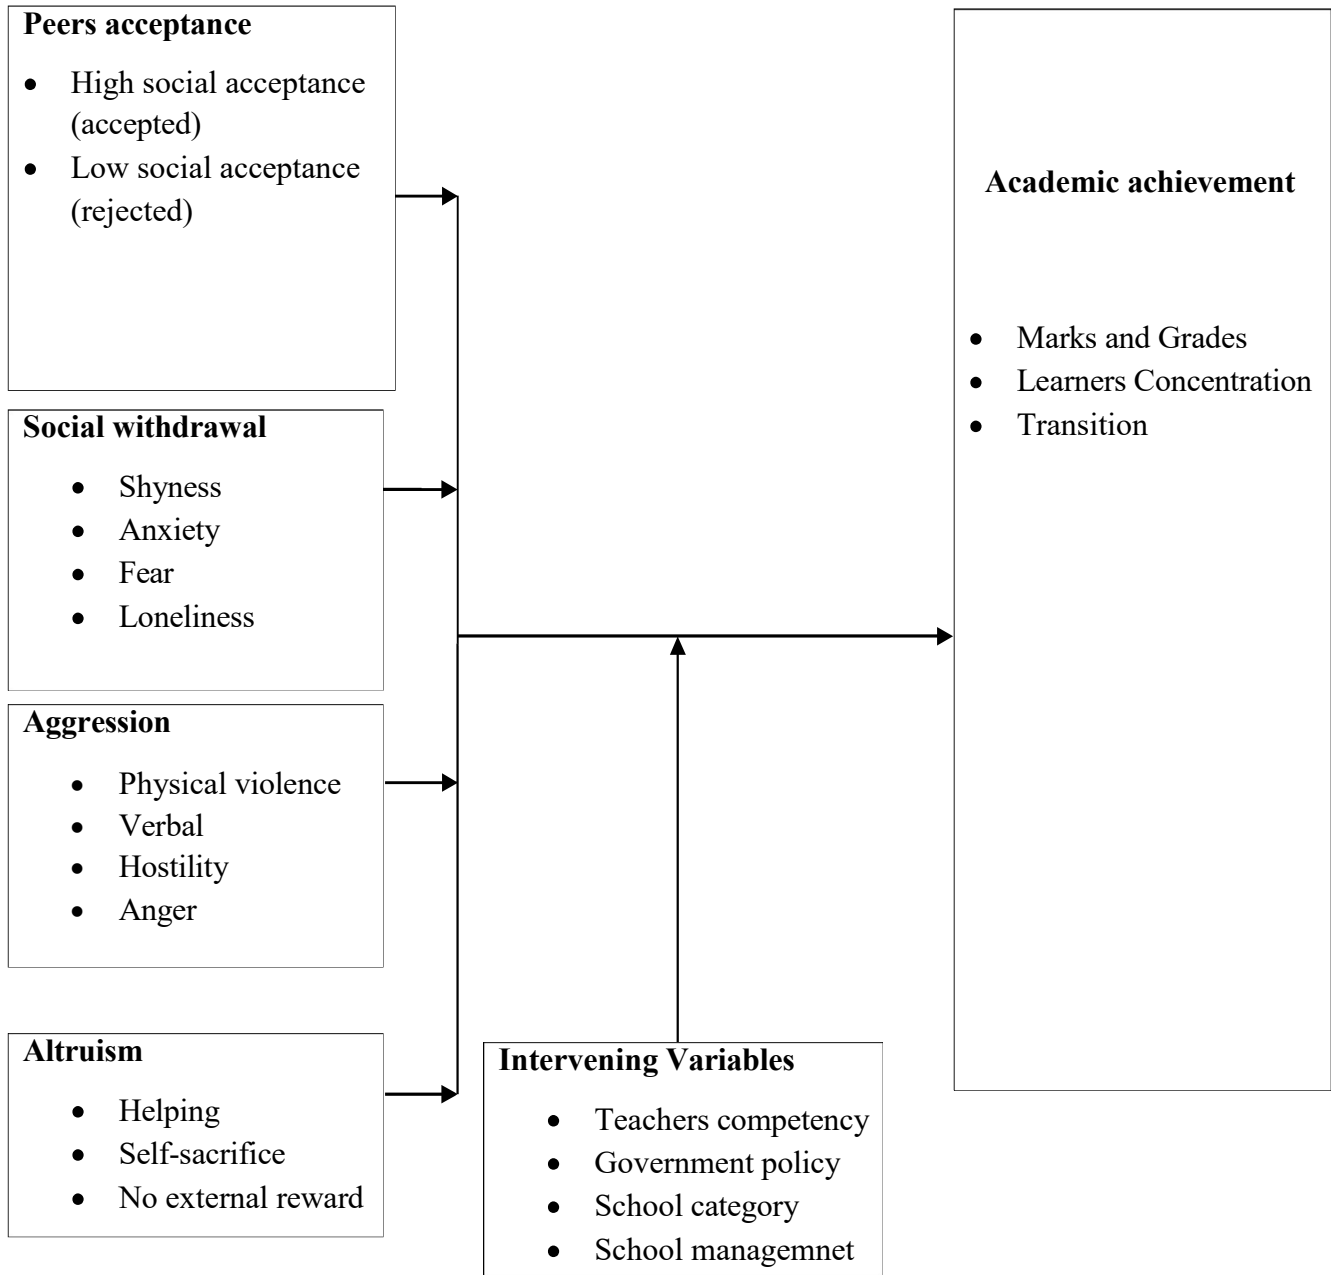 Peers acceptance
• High social acceptance
(accepted)
• Low social acceptance
(rejected)
Social withdrawal
• Shyness
• Anxiety
• Fear
• Loneliness
Aggression
• Physical violence
• Verbal
• Hostility
• Anger
Altruism
• Helping
• Self-sacrifice
• No external reward
Intervening Variables
• Teachers competency
• Government policy
• School category
• School managemnet
Academic achievement
• Marks and Grades
• Learners Concentration
• Transition